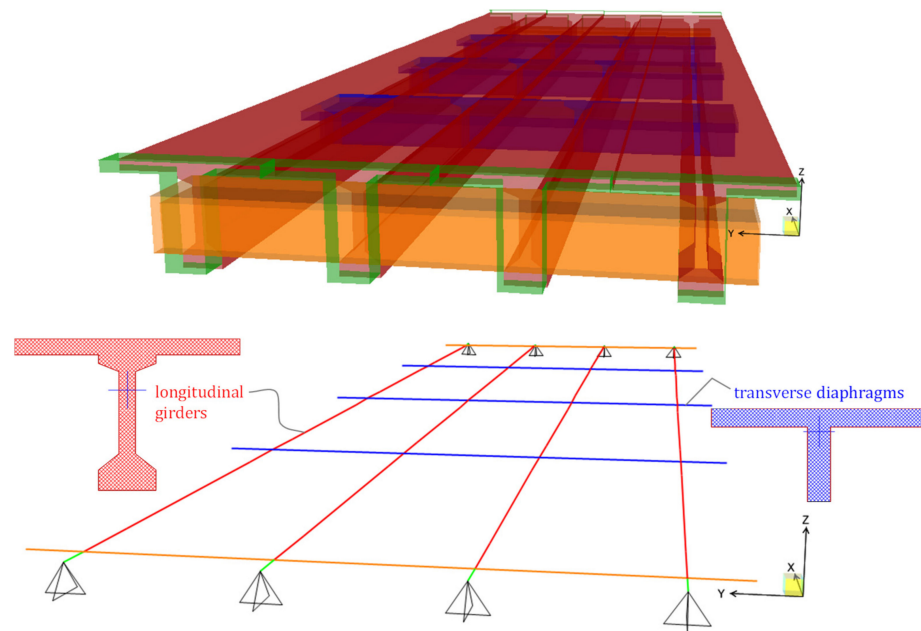 Z
X
Y
longitudinal
girders
transverse diaphragms
Z
X
Y